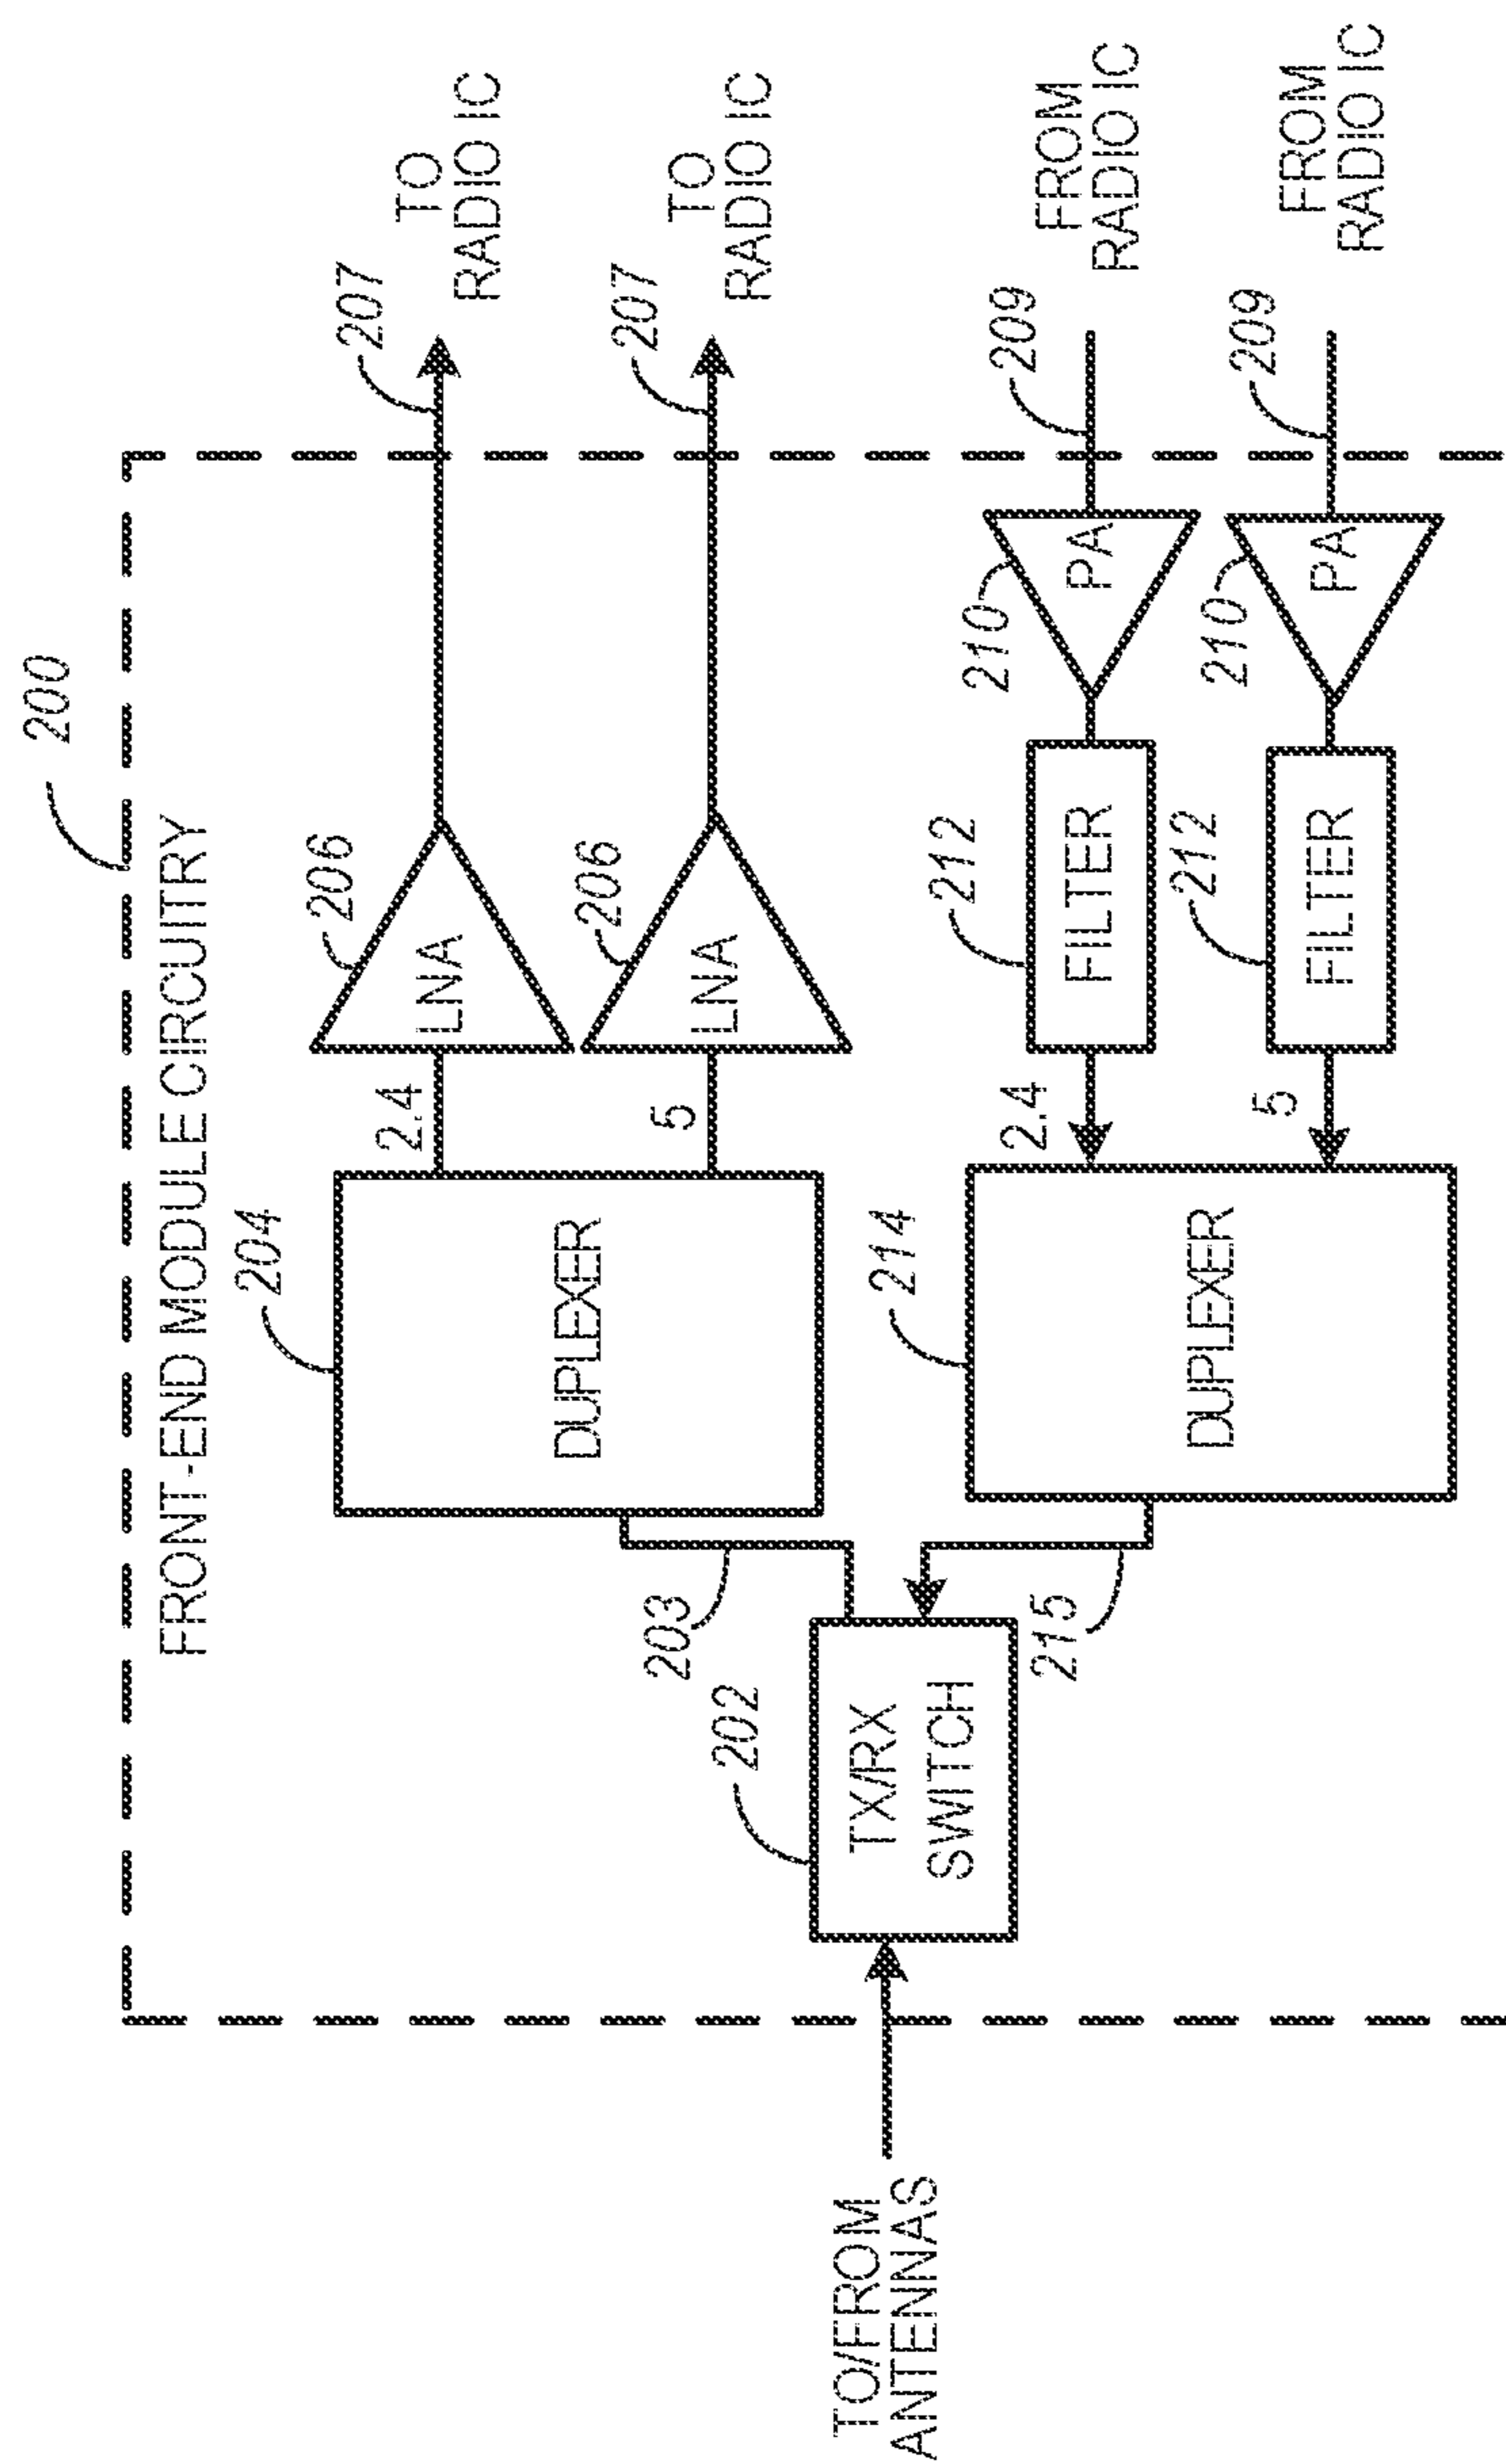 200
FRONT-END MODULE CIRCUITRY
204
206
207
TO
RADIO IC
2.4
LNA
DUPLEXER
206
207
TO
RADIO IC
5
LNA
203
202
TO/FROM
ANTENNAS
TX/RX
SWITCH
215
214
212
210
209
FROM
RADIO IC
2.4
FILTER
PA
DUPLEXER
212
210
209
FROM
RADIO IC
5
FILTER
PA